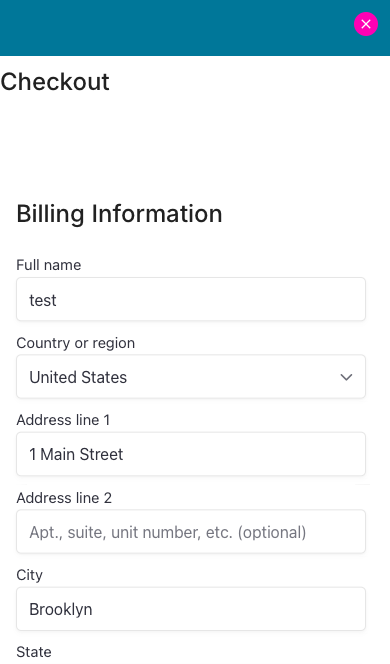 Checkout
Billing Information
Full name
test
Country or region
United States
Address line 1
1 Main Street
Address line 2
Apt., suite, unit number, etc. (optional)
City
Brooklyn
State